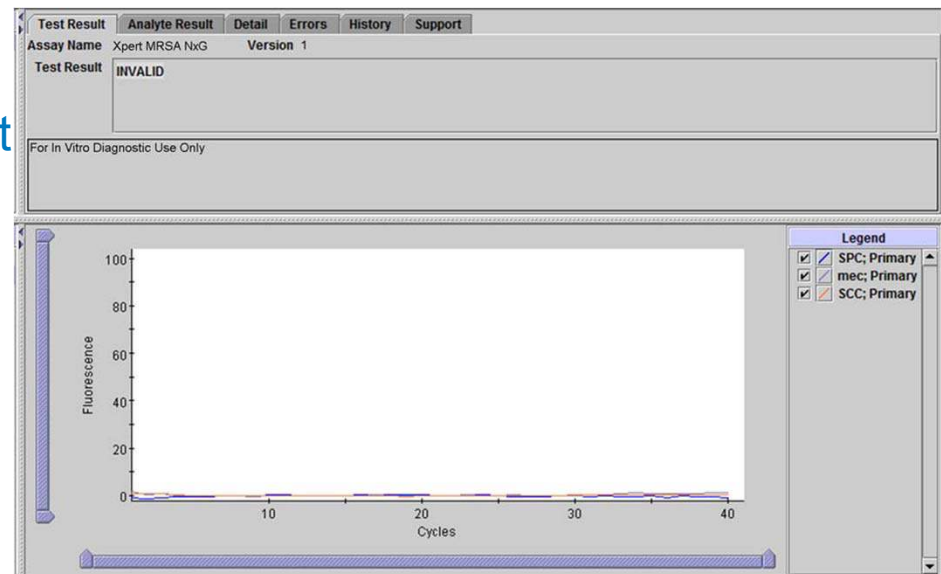 Test Result Analyte Result Detail Errors History Support
Assay Name Xpert MRSA NxG Version 1
Test Result INVALID
t
For In Vitro Diagnostic Use Only
Legend
SPC; Primary
mec; Primary
SCC; Primary
100
80
60
40
20
0
Fluorescence
10 20 30 40
Cycles